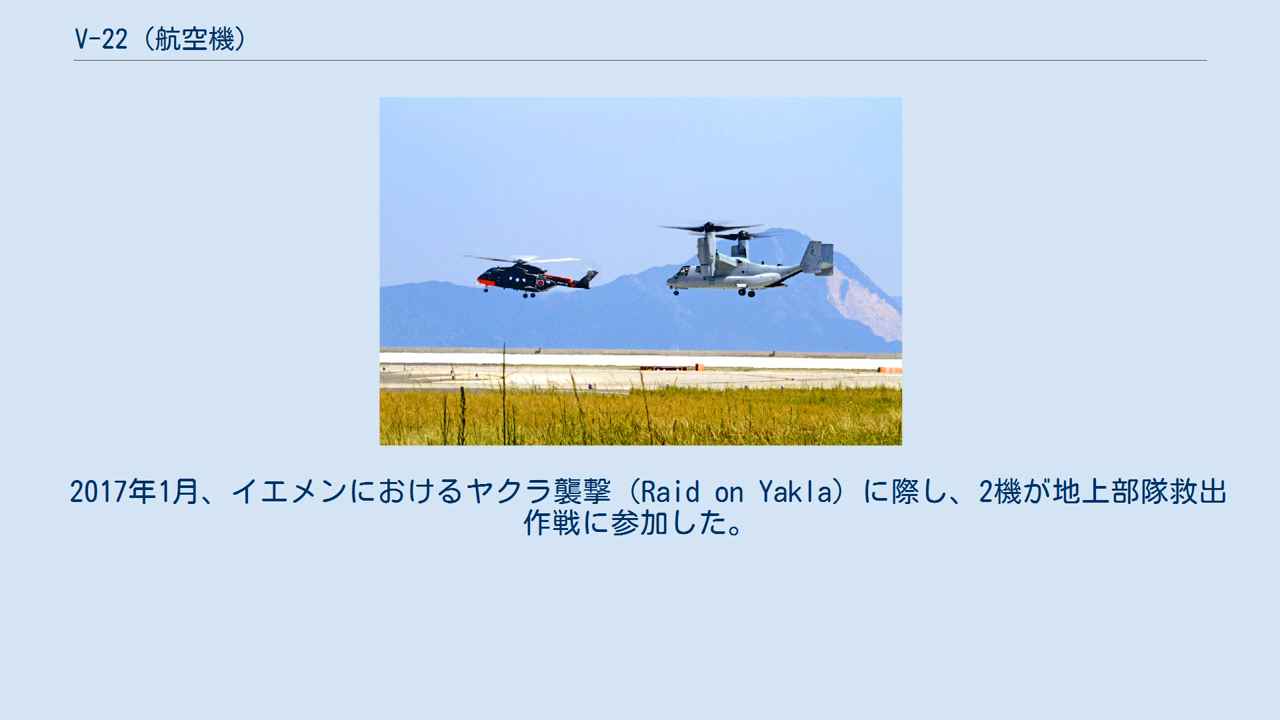 V-22（航空機）
2017年1月、イエメンにおけるヤクラ襲撃（Raid on Yakla）に際し、2機が地上部隊救出
作戦に参加した。